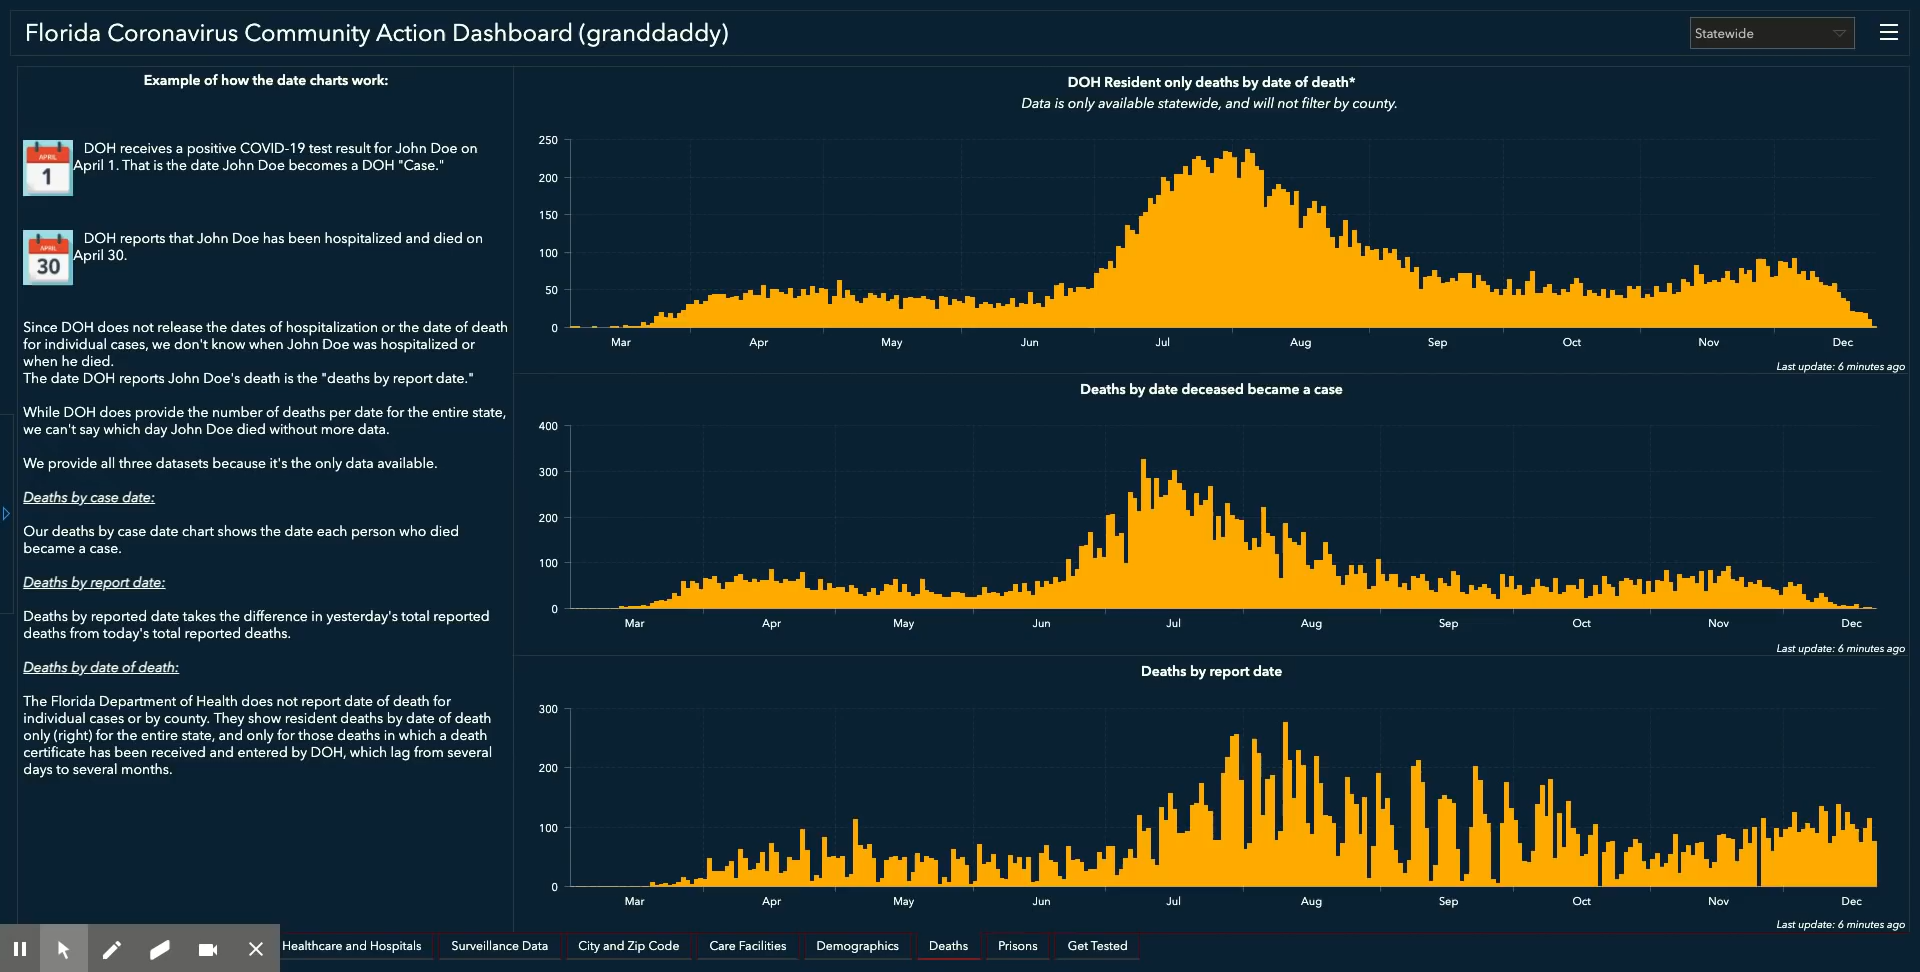 Florida Coronavirus Community Action Dashboard (granddaddy)
Statewide
Example of how the date charts work:
APRIL
1
DOH receives a positive COVID-19 test result for John Doe on
April 1. That is the date John Doe becomes a DOH "Case."
APRIL
30
DOH reports that John Doe has been hospitalized and died on
April 30.
Since DOH does not release the dates of hospitalization or the date of death
for individual cases, we don't know when John Doe was hospitalized or
when he died.
The date DOH reports John Doe's death is the "deaths by report date."
While DOH does provide the number of deaths per date for the entire state,
we can't say which day John Doe died without more data.
We provide all three datasets because it's the only data available.
Deaths by case date:
Our deaths by case date chart shows the date each person who died
became a case.
Deaths by report date:
Deaths by reported date takes the difference in yesterday's total reported
deaths from today's total reported deaths.
Deaths by date of death:
The Florida Department of Health does not report date of death for
individual cases or by county. They show resident deaths by date of death
only (right) for the entire state, and only for those deaths in which a death
certificate has been received and entered by DOH, which lag from several
days to several months.
DOH Resident only deaths by date of death*
Data is only available statewide, and will not filter by county.
250
200
150
100
50
0
Mar Apr May Jun Jul Aug Sep Oct Nov Dec
Last update: 6 minutes ago
Deaths by date deceased became a case
400
300
200
100
0
Mar Apr May Jun Jul Aug Sep Oct Nov Dec
Last update: 6 minutes ago
Deaths by report date
300
200
100
0
Mar Apr May Jun Jul Aug Sep Oct Nov Dec
Last update: 6 minutes ago
Healthcare and Hospitals Surveillance Data City and Zip Code Care Facilities Demographics Deaths Prisons Get Tested